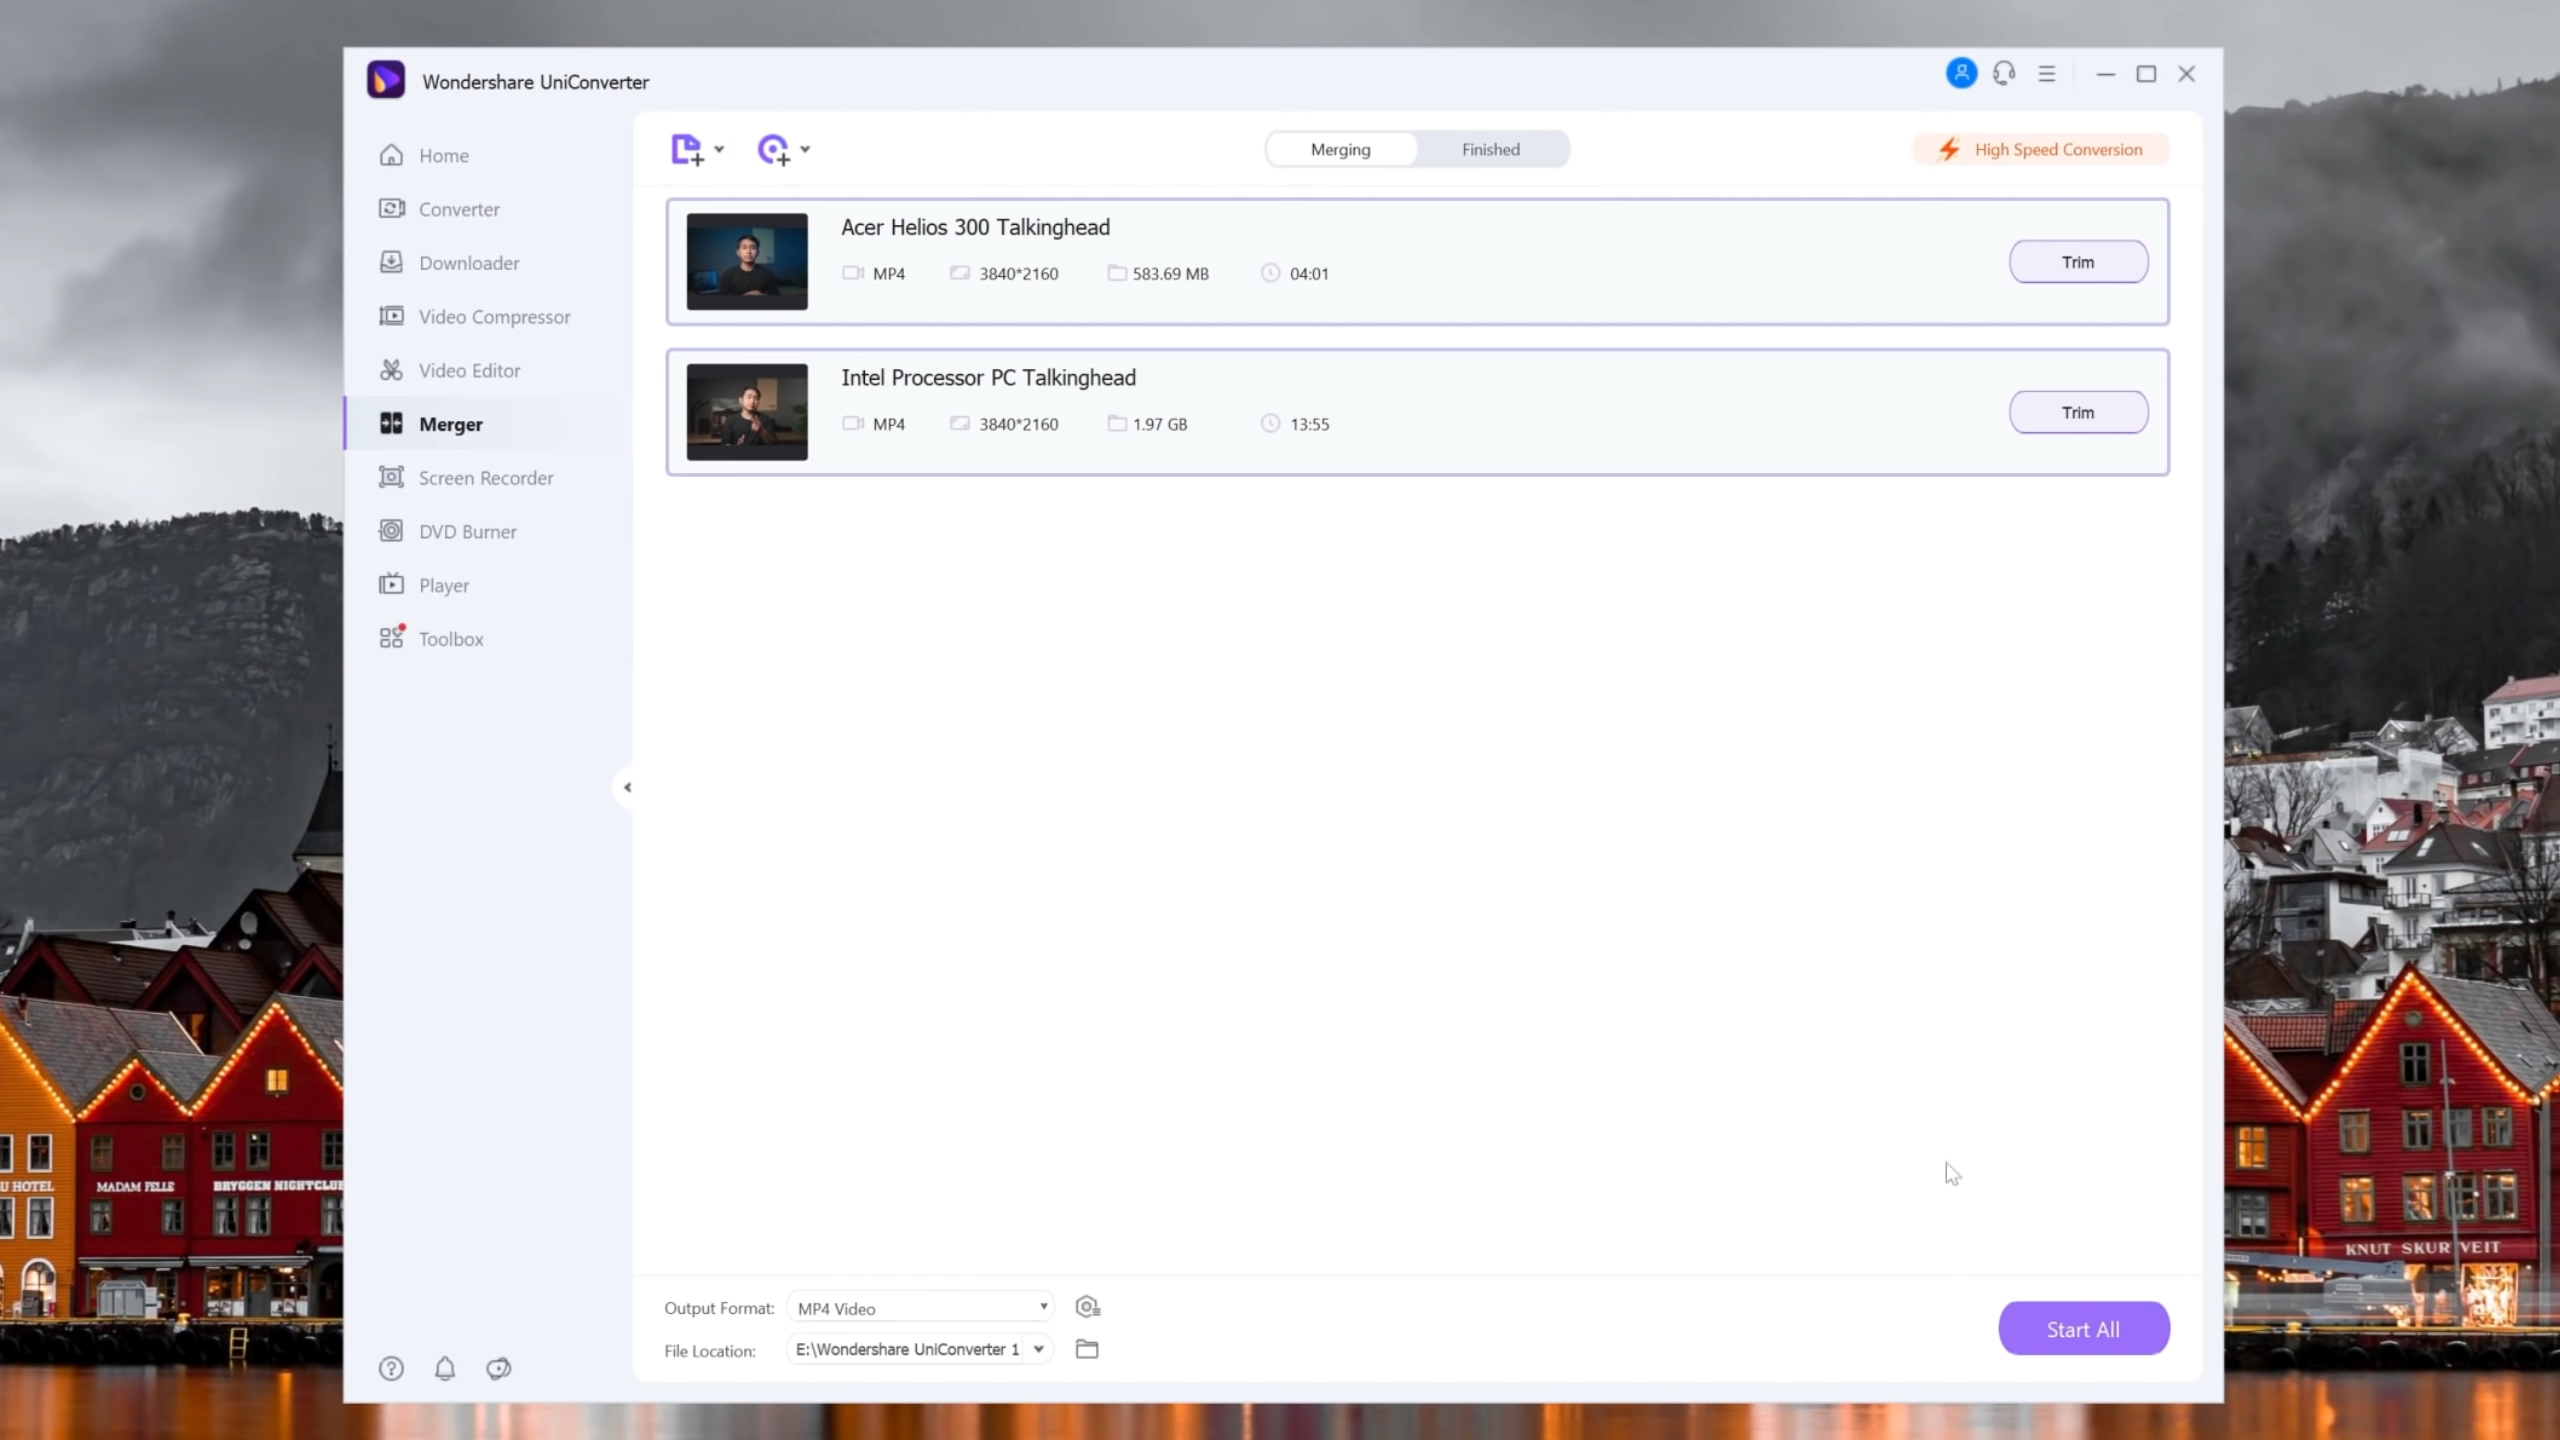 Wondershare UniConverter
Home
Converter
Downloader
Video Compressor
Video Editor
Merger
Screen Recorder
DVD Burner
Player
Toolbox
Merging
Finished
High Speed Conversion
Acer Helios 300 Talkinghead
MP4 3840*2160 583.69 MB 04:01
Trim
Intel Processor PC Talkinghead
MP4 3840*2160 1.97 GB 13:55
Trim
Output Format: MP4 Video
File Location: E:\Wondershare UniConverter 1
Start All
U HOTEL
MADAM FELLE
BRYGGEN NIGHTCLUB
KNUT SKURTVEIT